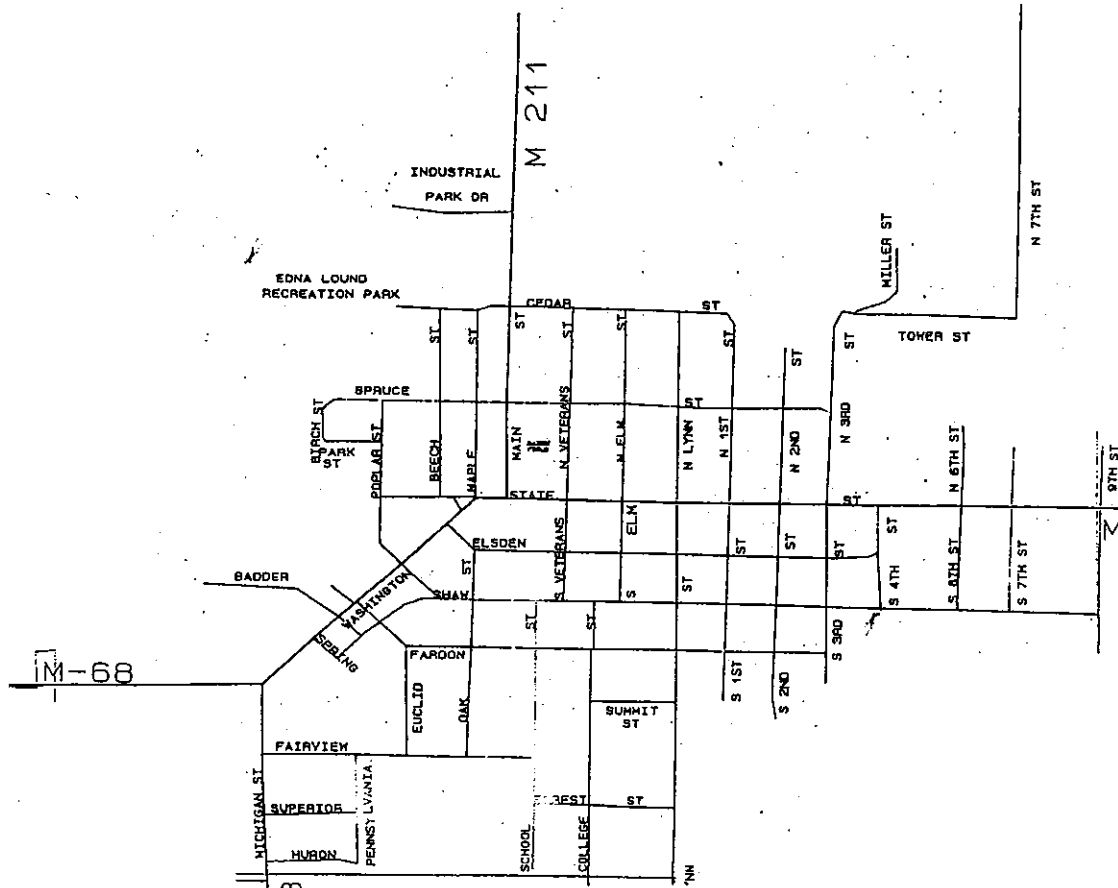 M 211
INDUSTRIAL
PARK DR
N 7TH ST
MILLER ST
EDNA LOUND
RECREATION PARK
CEDAR ST
TOWER ST
ST
ST
ST
ST
ST
ST
ST
ST
SPRUCE ST
BIRCH ST
PARK
ST
POPLAR ST
BEECH
MAPLE
MAIN
N VETERANS
N ELM
N LYNN
N 1ST
N 2ND
N 3RD
N 6TH ST
9TH ST
STATE ST
M
ELSDEN
ST
S VETERANS
ELM
S
ST
ST
ST
ST
ST
S 4TH
S 6TH ST
S 7TH ST
BADDER
WASHINGTON
SPRING
M-68
FARDON
ST
ST
S 3RD
S 1ST
S 2ND
EUCLID
OAK
SUMMIT
ST
FAIRVIEW
MICHIGAN ST
SUPERIOR
PENNSYLVANIA
HURON
ST
SCHOOL
COLLEGE